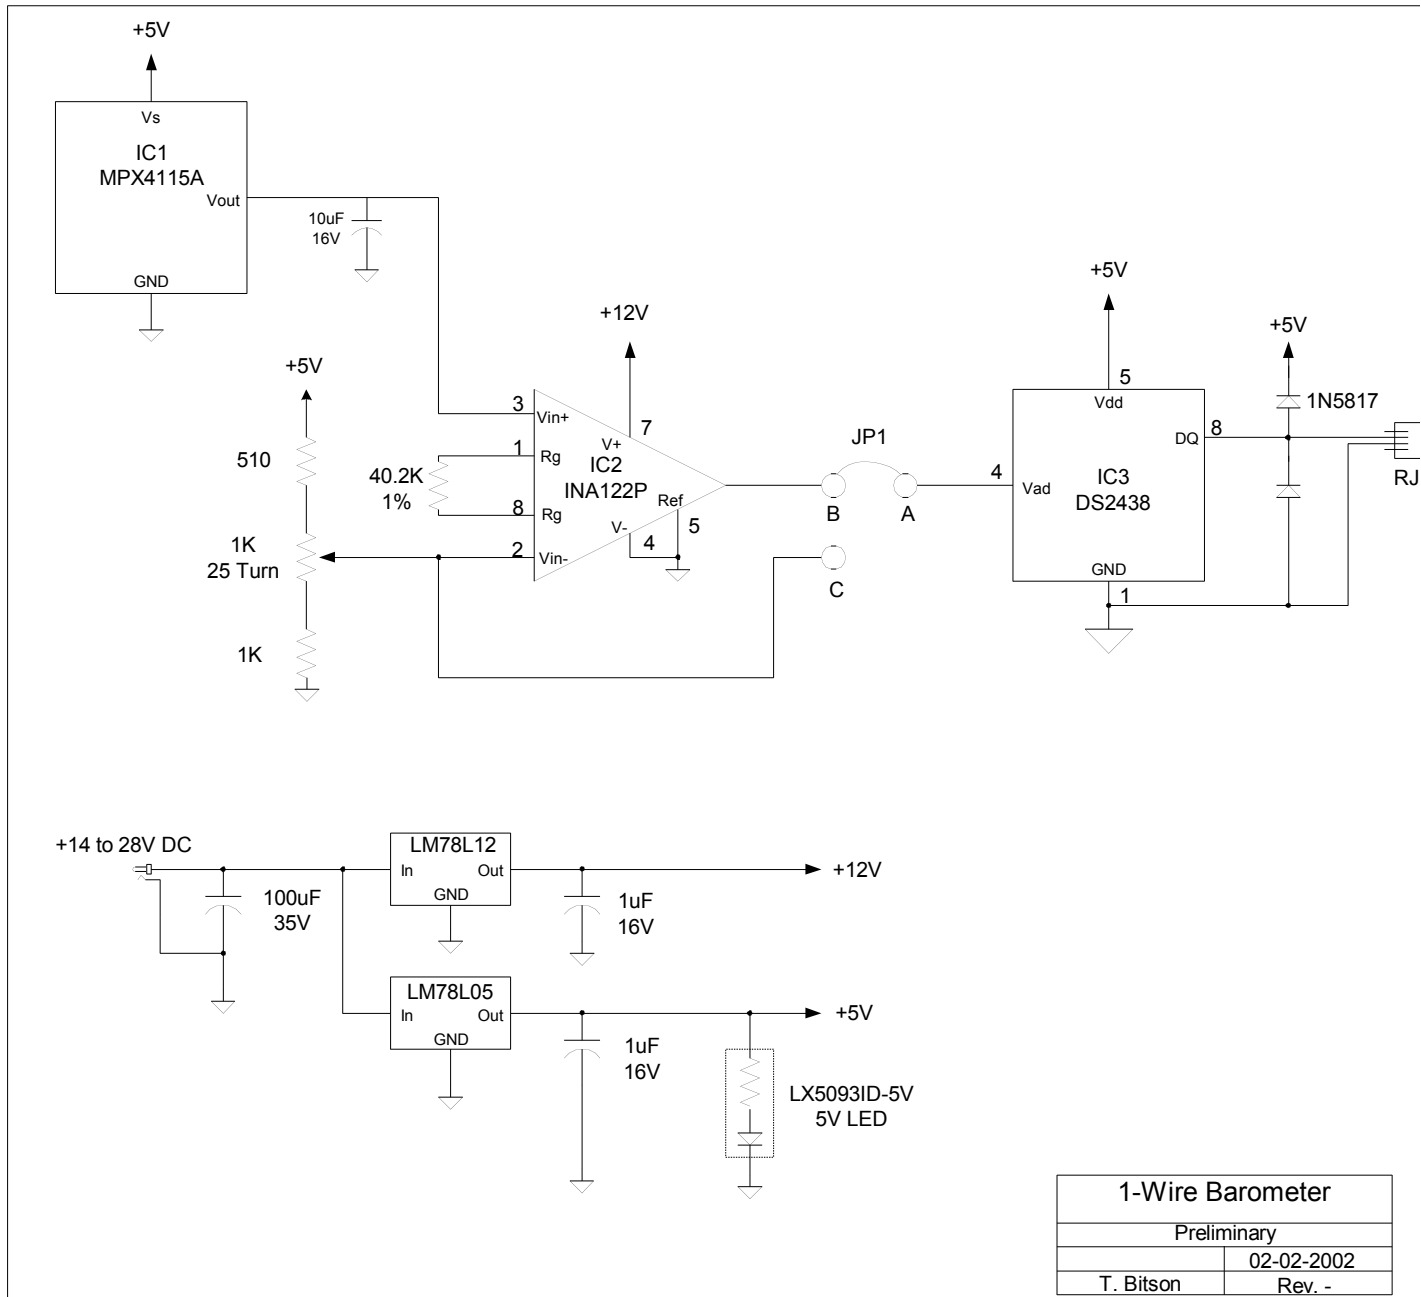 +5V
Vs
IC1
MPX4115A
Vout
GND
10uF
16V
+5V
510
1K
25 Turn
1K
40.2K
1%
+12V
3
Vin+
1
Rg
8
Rg
2
Vin-
V+
7
IC2
INA122P
Ref
5
V-
4
JP1
B
A
C
+5V
5
Vdd
4
Vad
IC3
DS2438
DQ
8
GND
1
+5V
1N5817
RJ
+14 to 28V DC
100uF
35V
LM78L12
In
Out
GND
1uF
16V
+12V
LM78L05
In
Out
GND
1uF
16V
+5V
LX5093ID-5V
5V LED
1-Wire Barometer
Preliminary
02-02-2002
T. Bitson
Rev. -